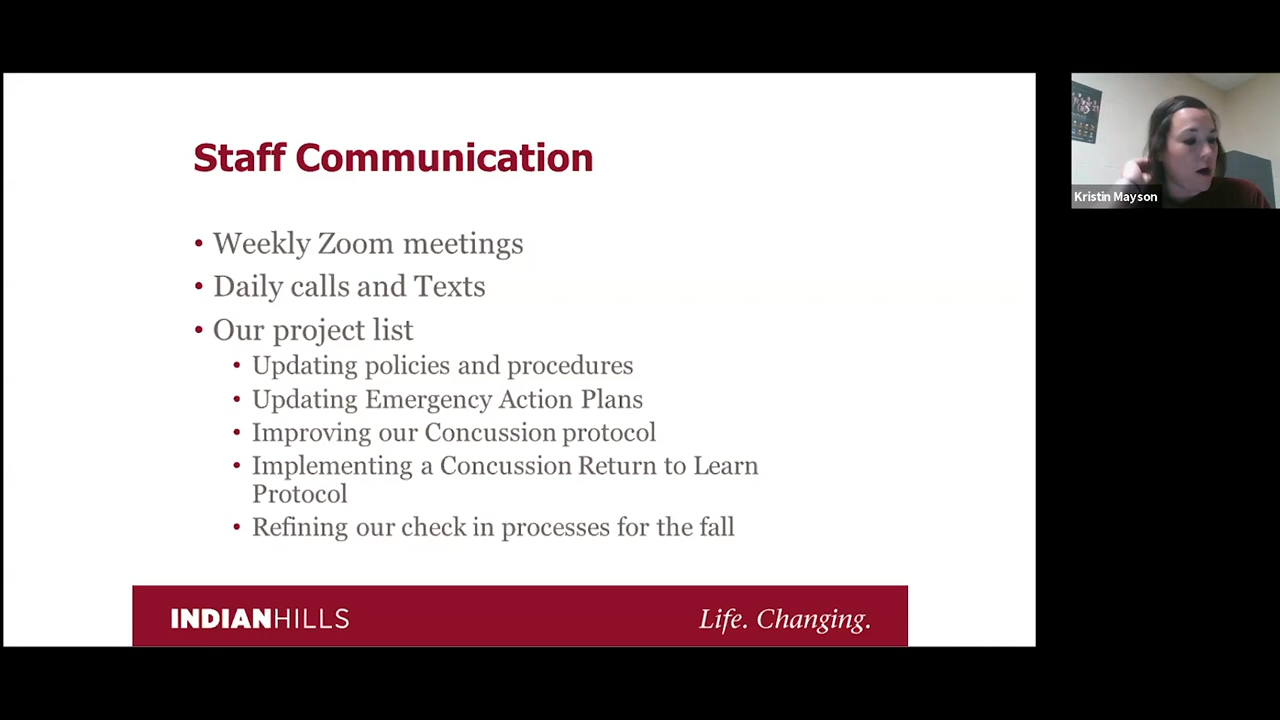 Staff Communication
• Weekly Zoom meetings
• Daily calls and Texts
• Our project list
• Updating policies and procedures
• Updating Emergency Action Plans
• Improving our Concussion protocol
• Implementing a Concussion Return to Learn
Protocol
• Refining our check in processes for the fall
INDIANHILLS
Life. Changing.
Kristin Mayson